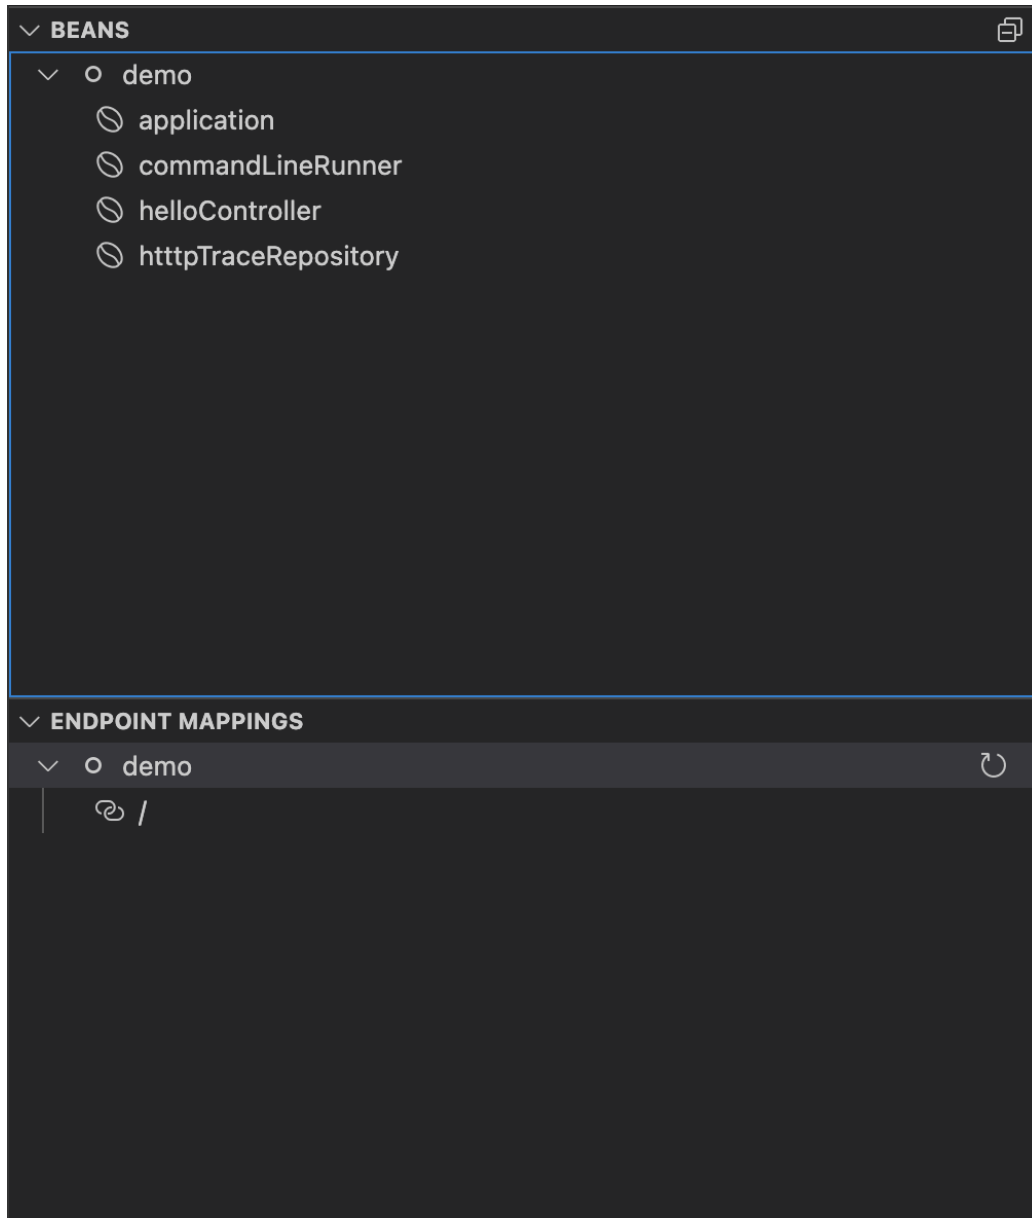 BEANS
demo
application
commandLineRunner
helloController
htttpTraceRepository
ENDPOINT MAPPINGS
demo
/